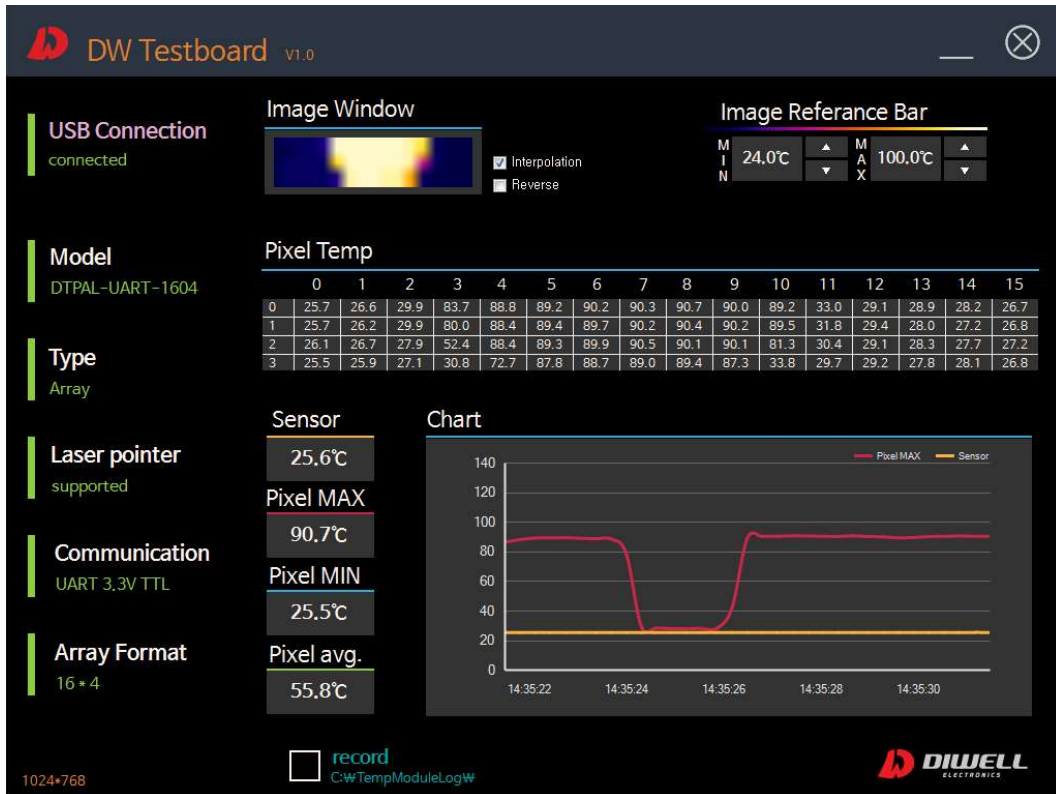 DW Testboard V1.0
USB Connection
connected
Model
DTPAL-UART-1604
Type
Array
Laser pointer
supported
Communication
UART 3.3V TTL
Array Format
16 * 4
1024*768
Image Window
Interpolation
Reverse
Image Referance Bar
MIN 24.0℃ ▲ ▼ MAX 100.0℃ ▲ ▼
Pixel Temp
0 1 2 3 4 5 6 7 8 9 10 11 12 13 14 15
0 25.7 26.6 29.9 83.7 88.8 89.2 90.2 90.3 90.7 90.0 89.2 33.0 29.1 28.9 28.2 26.7
1 25.7 26.2 29.9 80.0 88.4 89.4 89.7 90.2 90.4 90.2 89.5 31.8 29.4 28.0 27.2 26.8
2 26.1 26.7 27.9 52.4 88.4 89.3 89.9 90.5 90.1 90.1 81.3 30.4 29.1 28.3 27.7 27.2
3 25.5 25.9 27.1 30.8 72.7 87.8 88.7 89.0 89.4 87.3 33.8 29.7 29.2 27.8 28.1 26.8
Sensor
25.6℃
Pixel MAX
90.7℃
Pixel MIN
25.5℃
Pixel avg.
55.8℃
Chart
Pixel MAX Sensor
140
120
100
80
60
40
20
0
14:35:22 14:35:24 14:35:26 14:35:28 14:35:30
record
C:₩TempModuleLog₩
DIWELL
ELECTRONICS